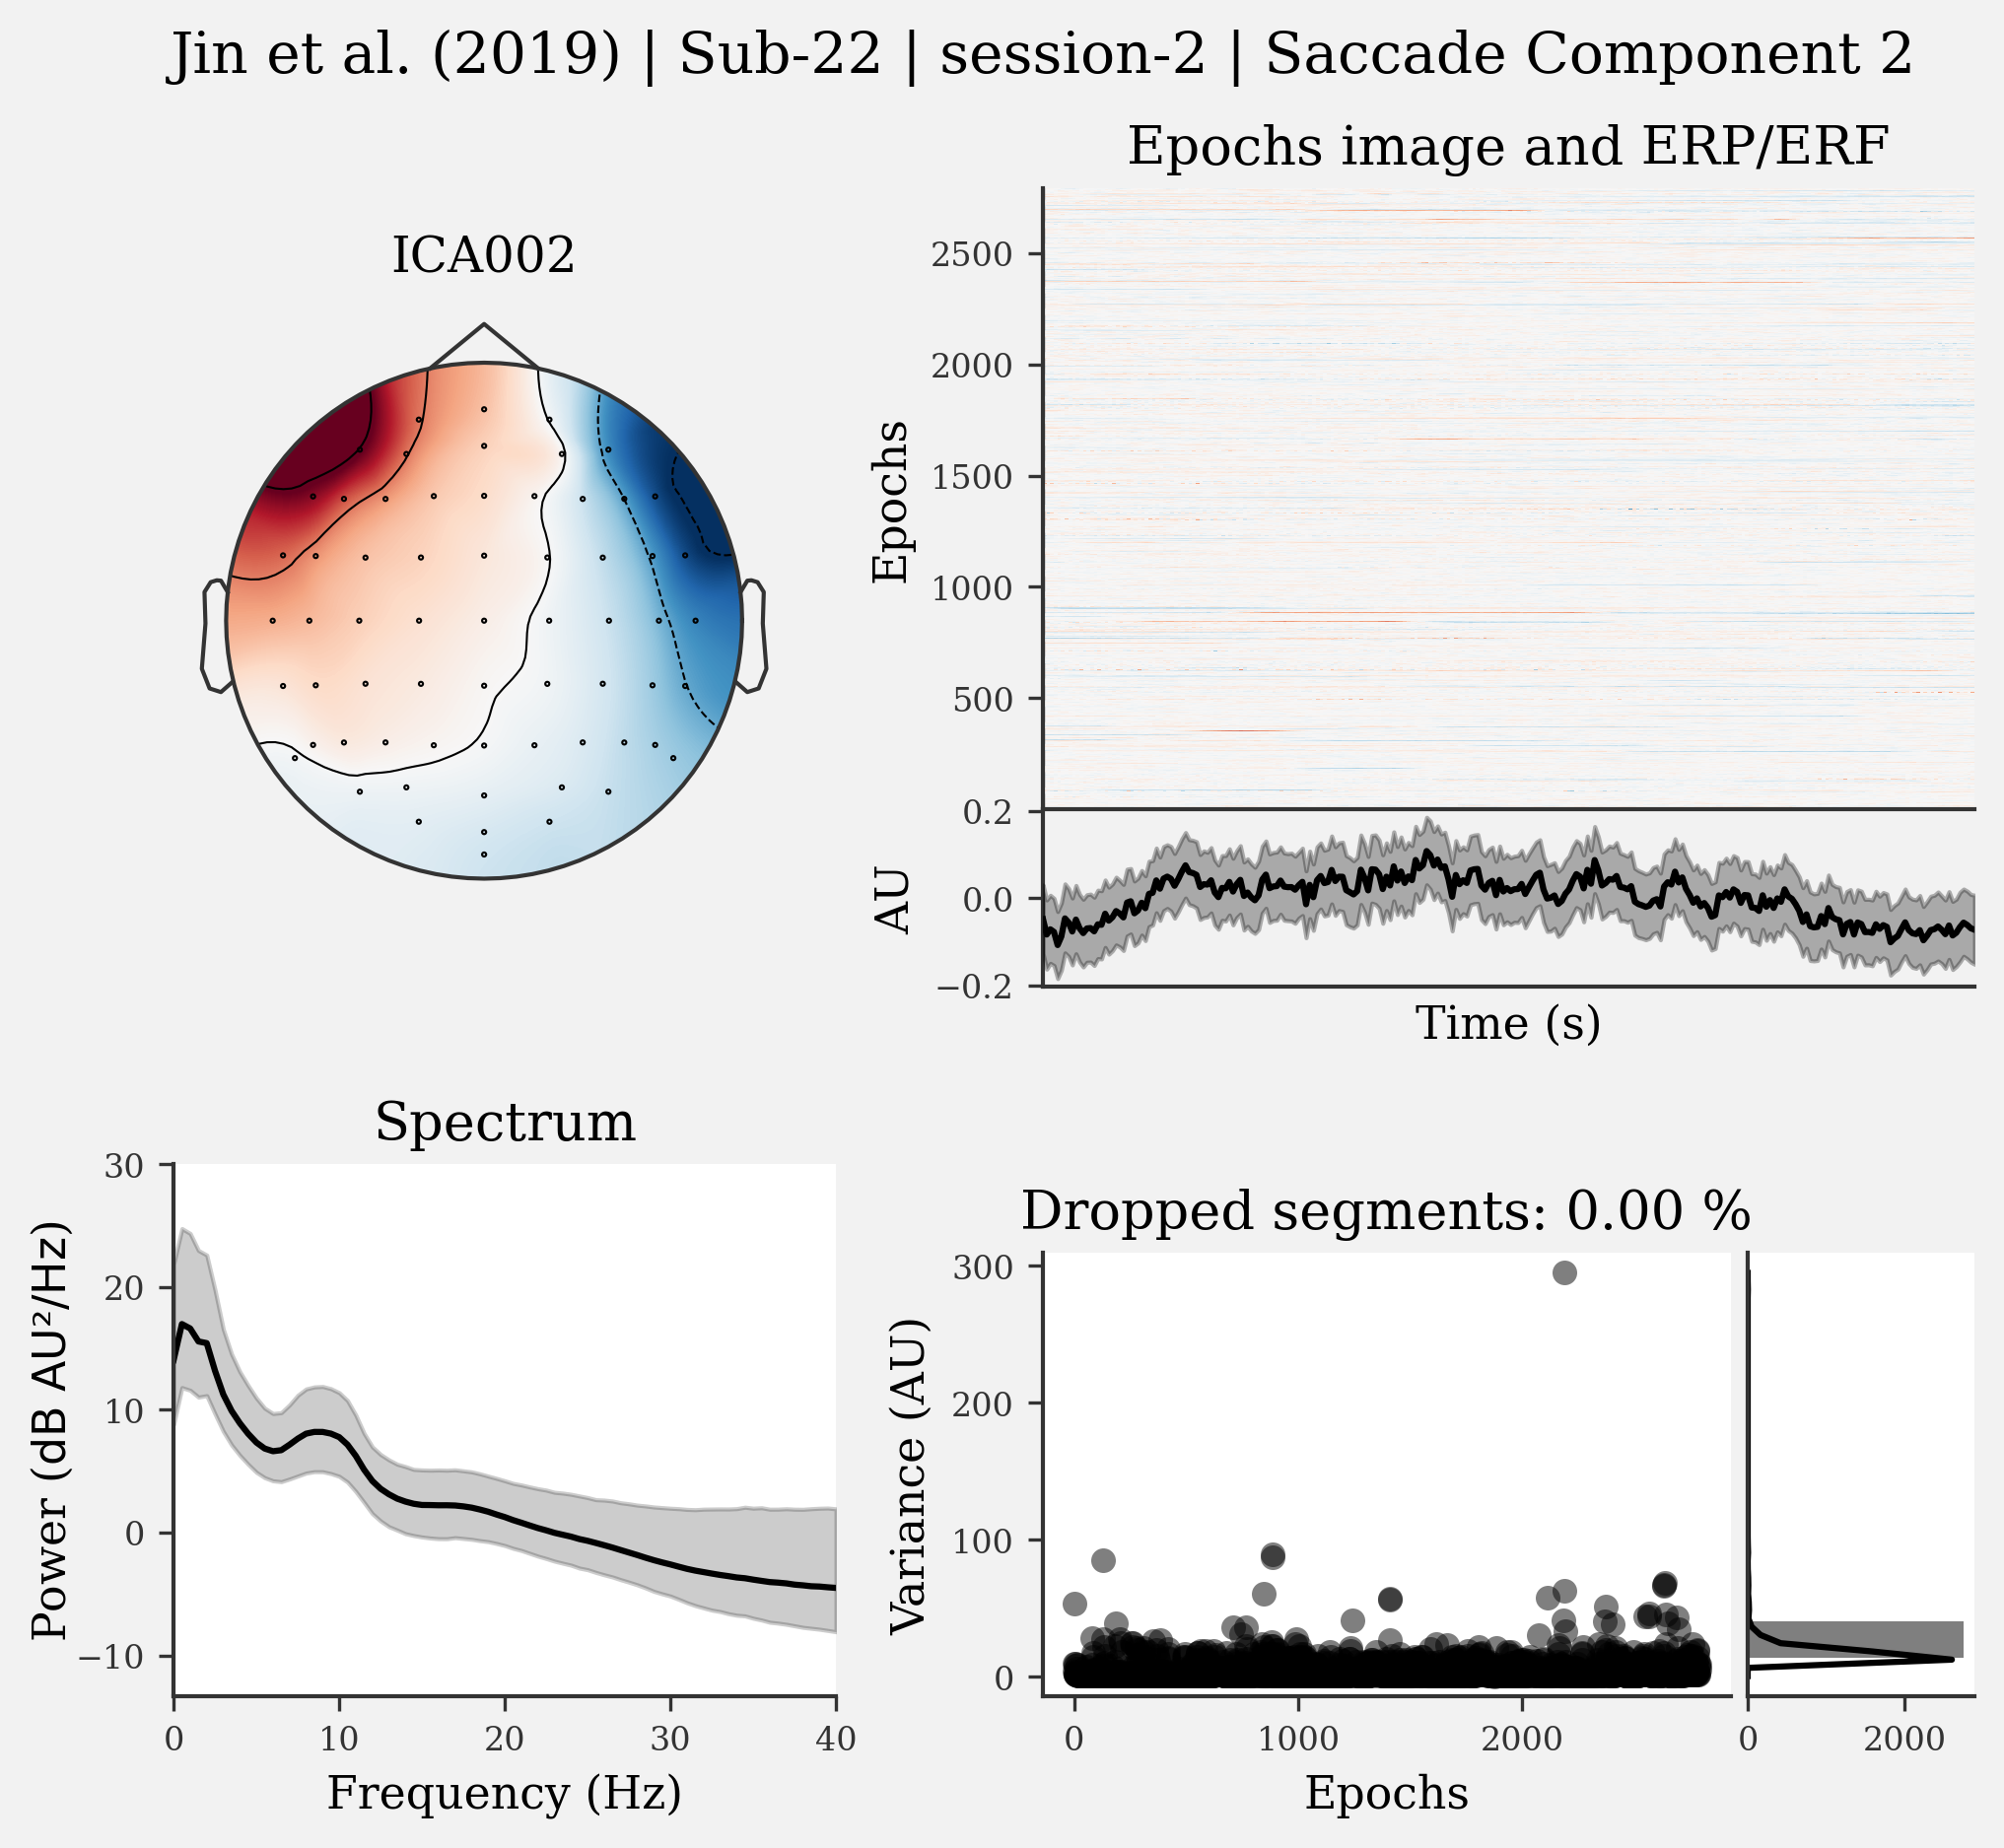 Jin et al. (2019) | Sub-22 | session-2 | Saccade Component 2
ICA002
Epochs image and ERP/ERF
Epochs
2500
2000
1500
1000
500
AU
0.2
0.0
−0.2
Time (s)
Spectrum
Power (dB AU²/Hz)
30
20
10
0
−10
0 10 20 30 40
Frequency (Hz)
Dropped segments: 0.00 %
Variance (AU)
300
200
100
0
0 1000 2000
0 2000
Epochs